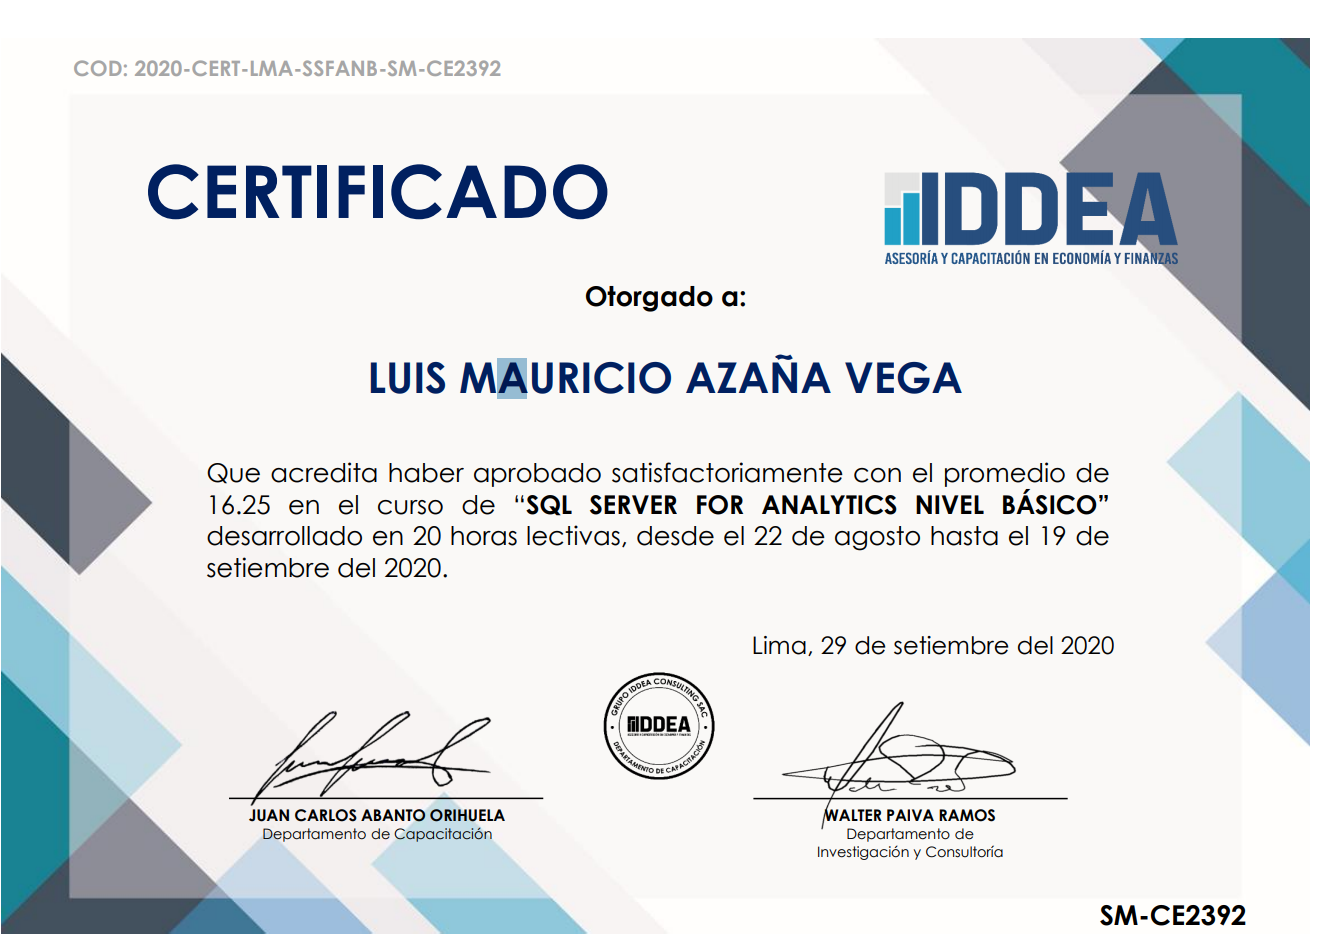 COD: 2020-CERT-LMA-SSFANB-SM-CE2392
CERTIFICADO
IDDEA
ASESORÍA Y CAPACITACIÓN EN ECONOMÍA Y FINANZAS
Otorgado a:
LUIS MAURICIO AZAÑA VEGA
Que acredita haber aprobado satisfactoriamente con el promedio de
16.25 en el curso de “SQL SERVER FOR ANALYTICS NIVEL BÁSICO”
desarrollado en 20 horas lectivas, desde el 22 de agosto hasta el 19 de
setiembre del 2020.
Lima, 29 de setiembre del 2020
GRUPO IDDEA CONSULTING SAC
IDDEA
DEPARTAMENTO DE CAPACITACIÓN
JUAN CARLOS ABANTO ORIHUELA
Departamento de Capacitación
WALTER PAIVA RAMOS
Departamento de
Investigación y Consultoría
SM-CE2392